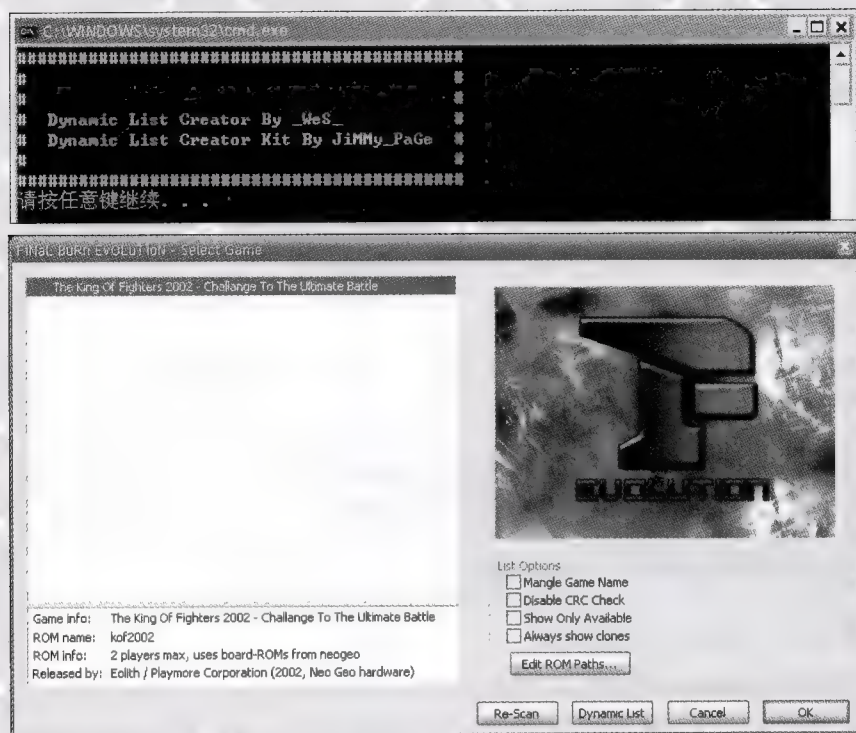 C:\WINDOWS\system32\cmd.exe
##############################################
# #
# #
# Dynamic List Creator By _WeS_ #
# Dynamic List Creator Kit By JiMMy_PaGe #
# #
##############################################
请按任意键继续. . .
FiNaL BuRn EVOLUTiON - Select Game
The King Of Fighters 2002 - Challange To The Ultimate Battle
EVOLUTION
List Options
Mangle Game Name
Disable CRC Check
Show Only Available
Always show clones
Edit ROM Paths...
Game info: The King Of Fighters 2002 - Challange To The Ultimate Battle
ROM name: kof2002
ROM info: 2 players max, uses board-ROMs from neogeo
Released by: Eolith / Playmore Corporation (2002, Neo Geo hardware)
Re-Scan Dynamic List Cancel OK